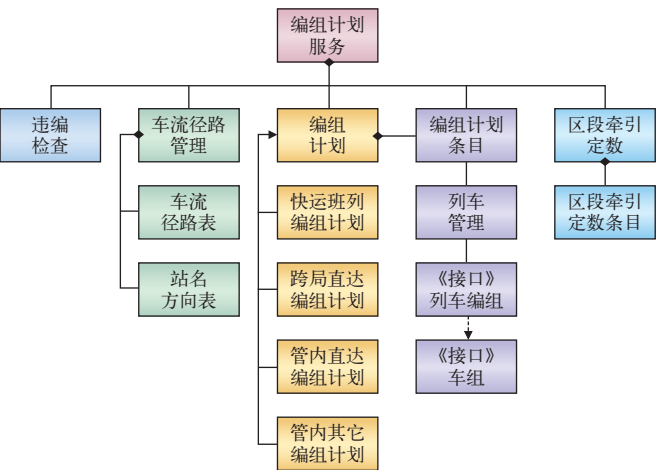 编组计划
服务
违编
检查
车流径路
管理
编组
计划
编组计划
条目
区段牵引
定数
车流
径路表
快运班列
编组计划
列车
管理
区段牵引
定数条目
站名
方向表
跨局直达
编组计划
《接口》
列车编组
管内直达
编组计划
《接口》
车组
管内其它
编组计划